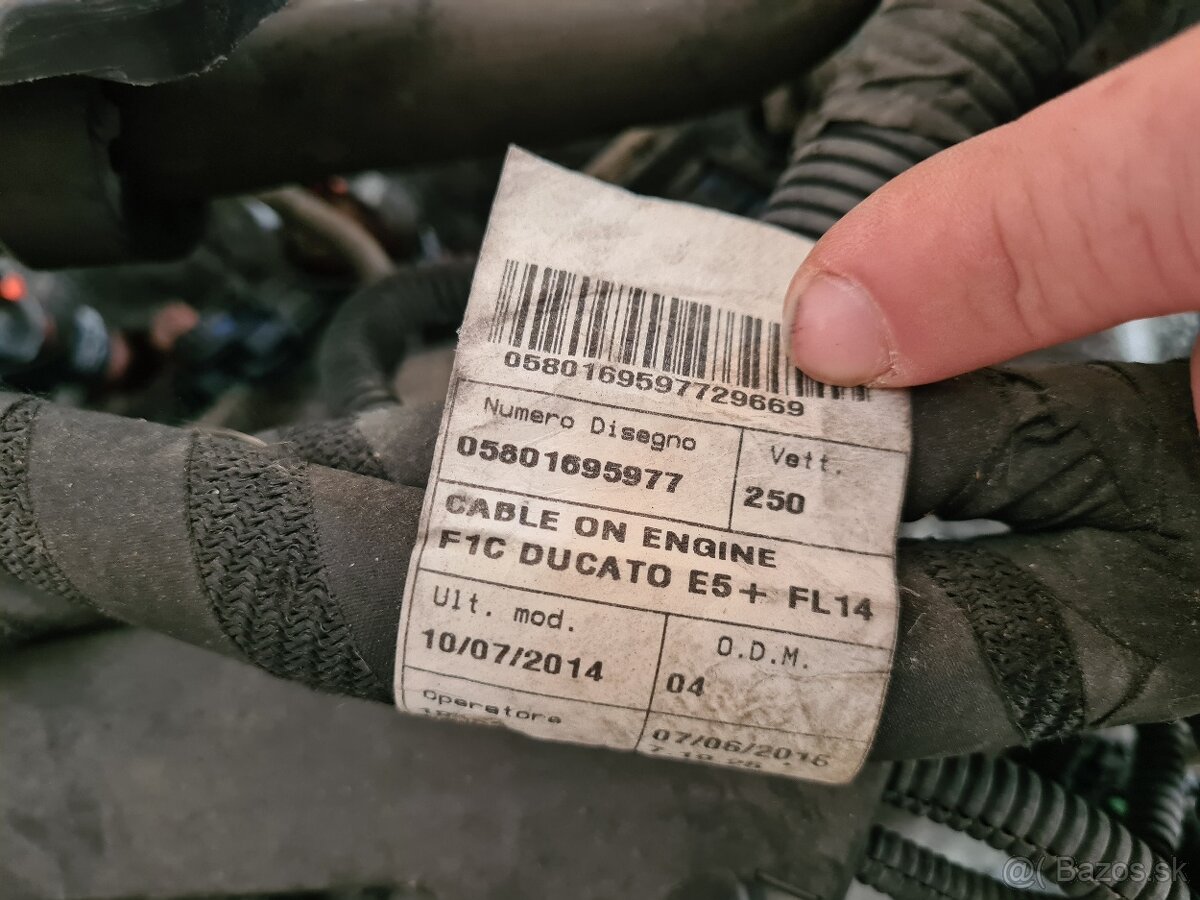 0580169597729669
Numero Disegno
05801695977
Vett.
250
CABLE ON ENGINE
F1C DUCATO E5+ FL14
Ult. mod.
10/07/2014
O.D.M.
04
Operatore
07/06/2016
@( Bazos.sk